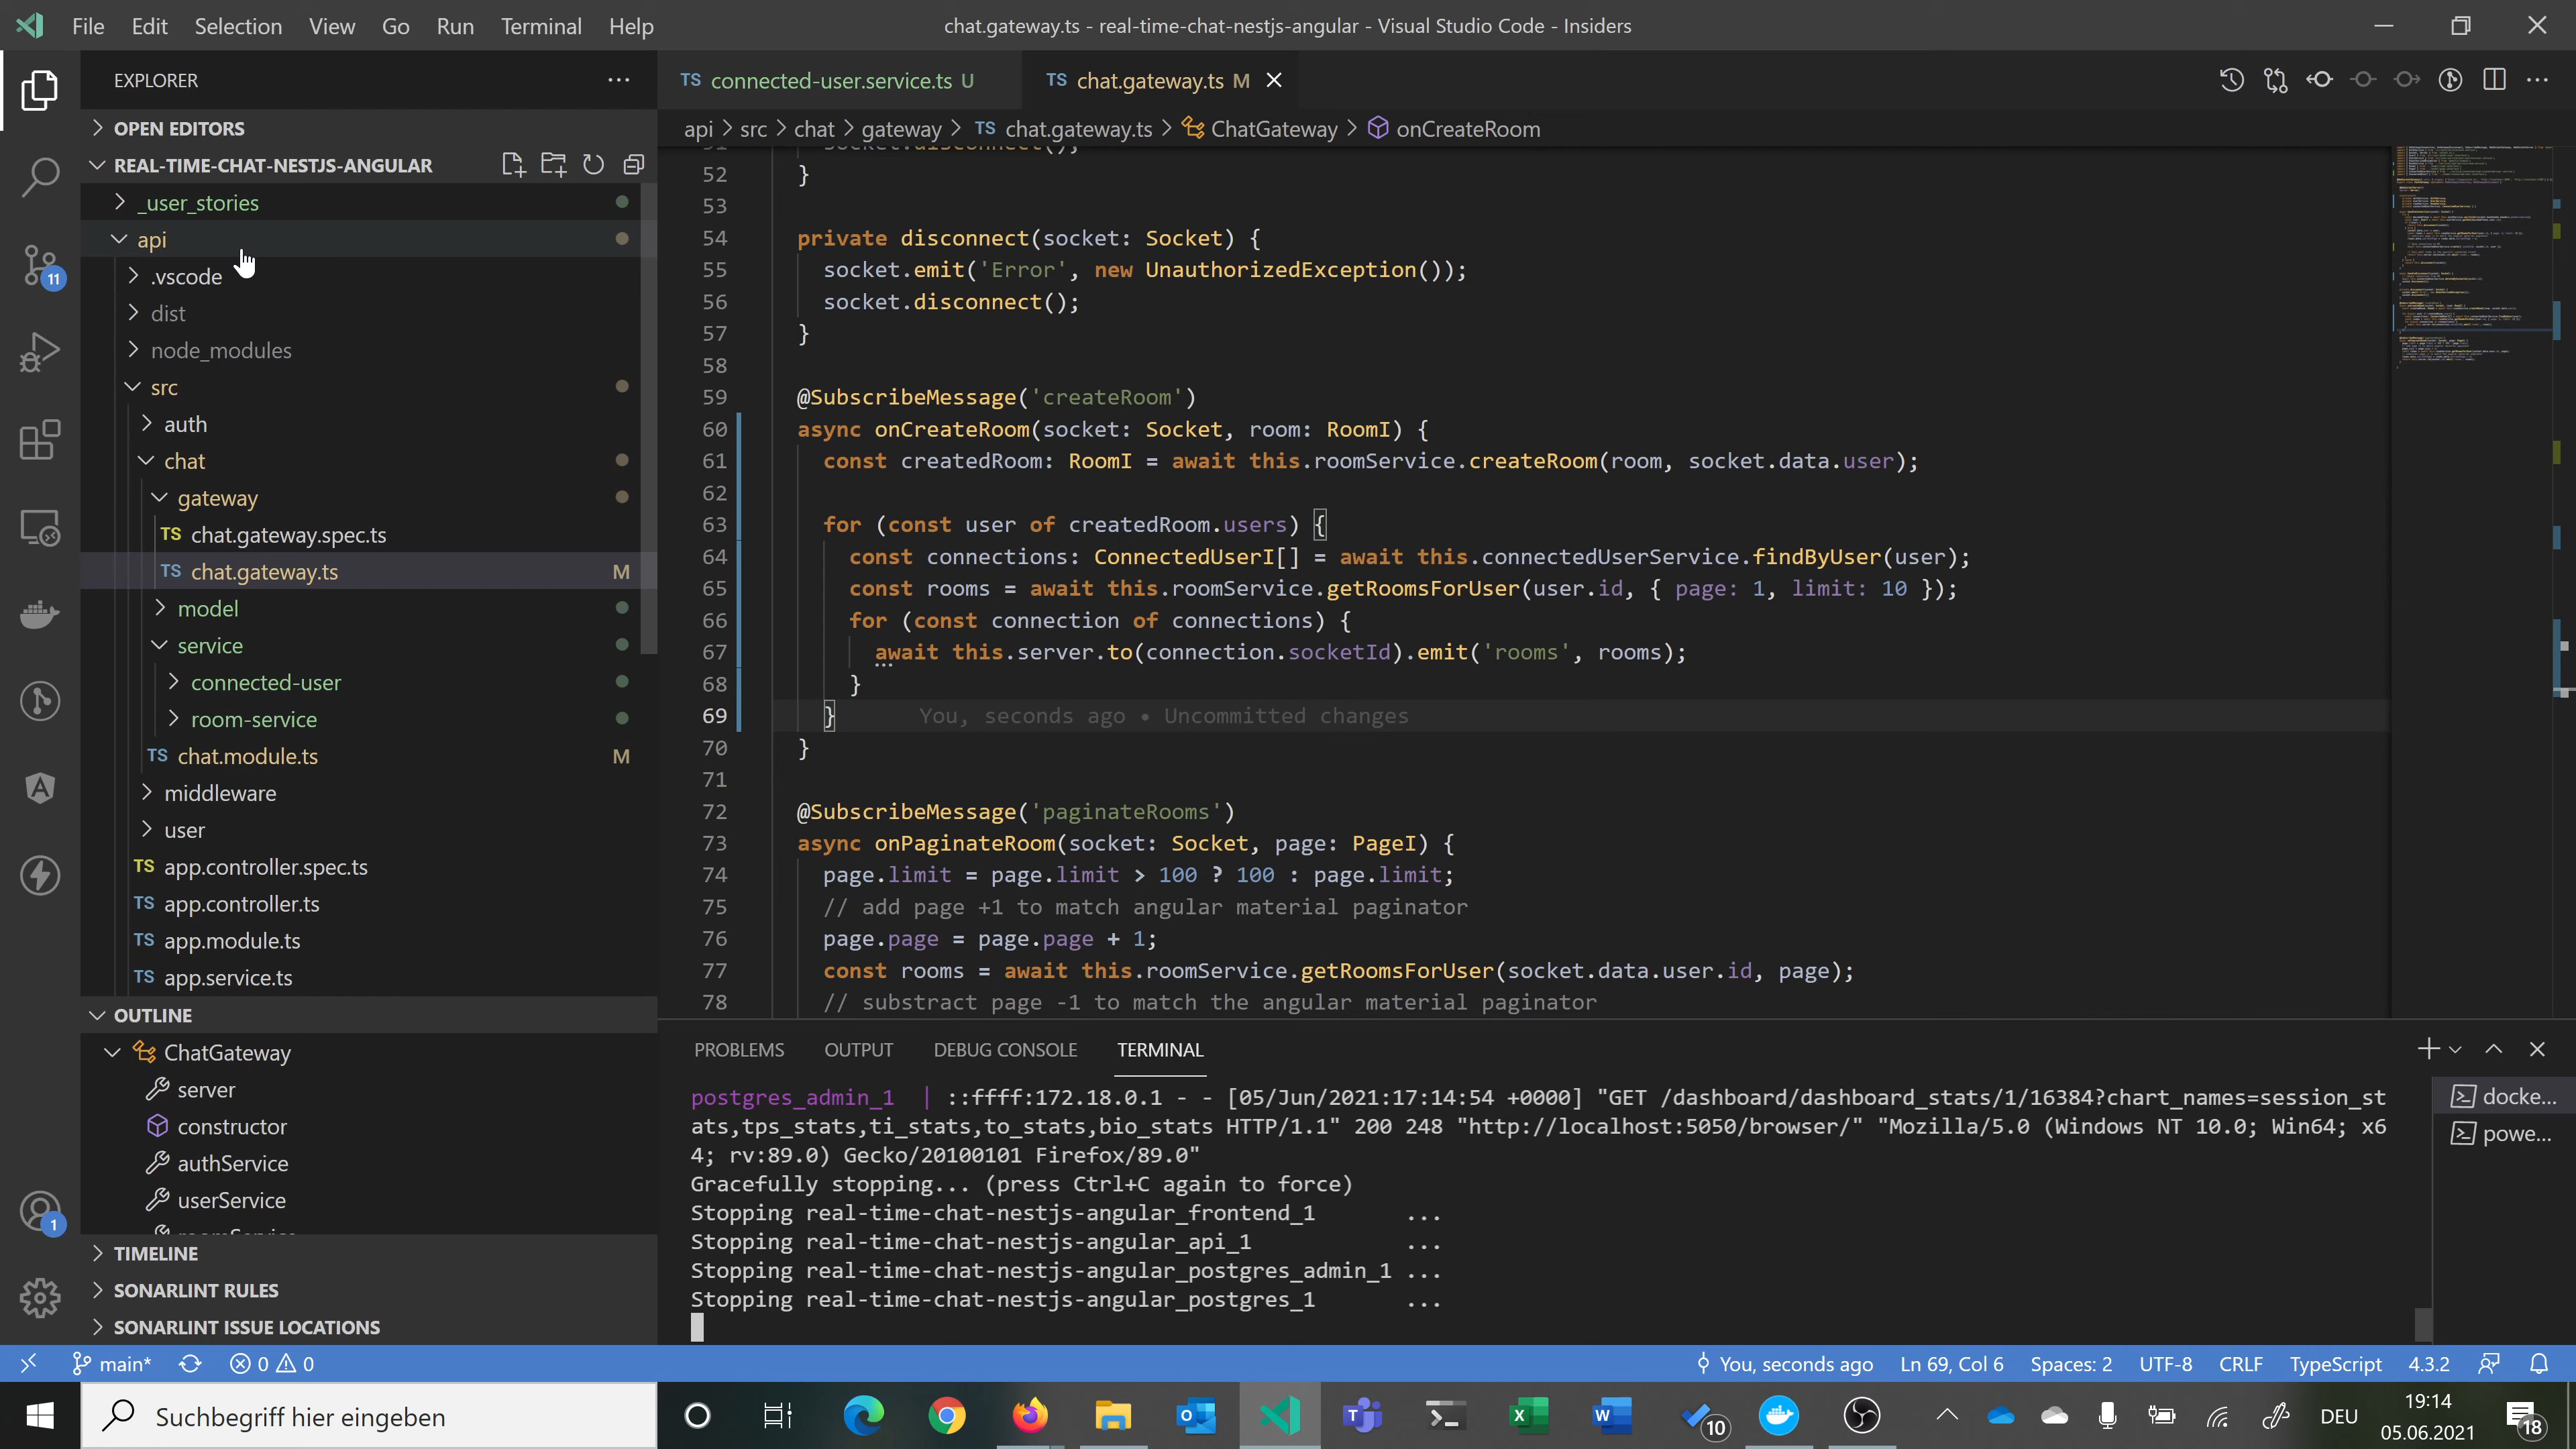 File Edit Selection View Go Run Terminal Help
chat.gateway.ts - real-time-chat-nestjs-angular - Visual Studio Code - Insiders
EXPLORER
OPEN EDITORS
REAL-TIME-CHAT-NESTJS-ANGULAR
_user_stories
api
.vscode
dist
node_modules
src
auth
chat
gateway
TS chat.gateway.spec.ts
TS chat.gateway.ts M
model
service
connected-user
room-service
TS chat.module.ts M
middleware
user
TS app.controller.spec.ts
TS app.controller.ts
TS app.module.ts
TS app.service.ts
OUTLINE
ChatGateway
server
constructor
authService
userService
TIMELINE
SONARLINT RULES
SONARLINT ISSUE LOCATIONS
11
1
TS connected-user.service.ts U
TS chat.gateway.ts M
api > src > chat > gateway > TS chat.gateway.ts > ChatGateway > onCreateRoom
51 socket.disconnect();
52 }
53
54 private disconnect(socket: Socket) {
55 socket.emit('Error', new UnauthorizedException());
56 socket.disconnect();
57 }
58
59 @SubscribeMessage('createRoom')
60 async onCreateRoom(socket: Socket, room: RoomI) {
61 const createdRoom: RoomI = await this.roomService.createRoom(room, socket.data.user);
62
63 for (const user of createdRoom.users) {
64 const connections: ConnectedUserI[] = await this.connectedUserService.findByUser(user);
65 const rooms = await this.roomService.getRoomsForUser(user.id, { page: 1, limit: 10 });
66 for (const connection of connections) {
67 await this.server.to(connection.socketId).emit('rooms', rooms);
68 }
69 } You, seconds ago • Uncommitted changes
70 }
71
72 @SubscribeMessage('paginateRooms')
73 async onPaginateRoom(socket: Socket, page: PageI) {
74 page.limit = page.limit > 100 ? 100 : page.limit;
75 // add page +1 to match angular material paginator
76 page.page = page.page + 1;
77 const rooms = await this.roomService.getRoomsForUser(socket.data.user.id, page);
78 // substract page -1 to match the angular material paginator
PROBLEMS OUTPUT DEBUG CONSOLE TERMINAL
postgres_admin_1 | ::ffff:172.18.0.1 - - [05/Jun/2021:17:14:54 +0000] "GET /dashboard/dashboard_stats/1/16384?chart_names=session_st
ats,tps_stats,ti_stats,to_stats,bio_stats HTTP/1.1" 200 248 "http://localhost:5050/browser/" "Mozilla/5.0 (Windows NT 10.0; Win64; x6
4; rv:89.0) Gecko/20100101 Firefox/89.0"
Gracefully stopping... (press Ctrl+C again to force)
Stopping real-time-chat-nestjs-angular_frontend_1 ...
Stopping real-time-chat-nestjs-angular_api_1 ...
Stopping real-time-chat-nestjs-angular_postgres_admin_1 ...
Stopping real-time-chat-nestjs-angular_postgres_1 ...
docke...
powe...
main* 0 0
You, seconds ago Ln 69, Col 6 Spaces: 2 UTF-8 CRLF TypeScript 4.3.2
Suchbegriff hier eingeben
10
DEU
19:14
05.06.2021
18